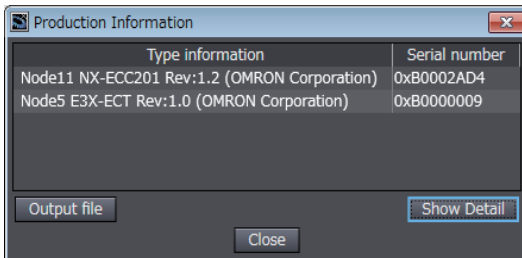 Production Information
Type information Serial number
Node11 NX-ECC201 Rev:1.2 (OMRON Corporation) 0xB0002AD4
Node5 E3X-ECT Rev:1.0 (OMRON Corporation) 0xB0000009
Output file Show Detail
Close